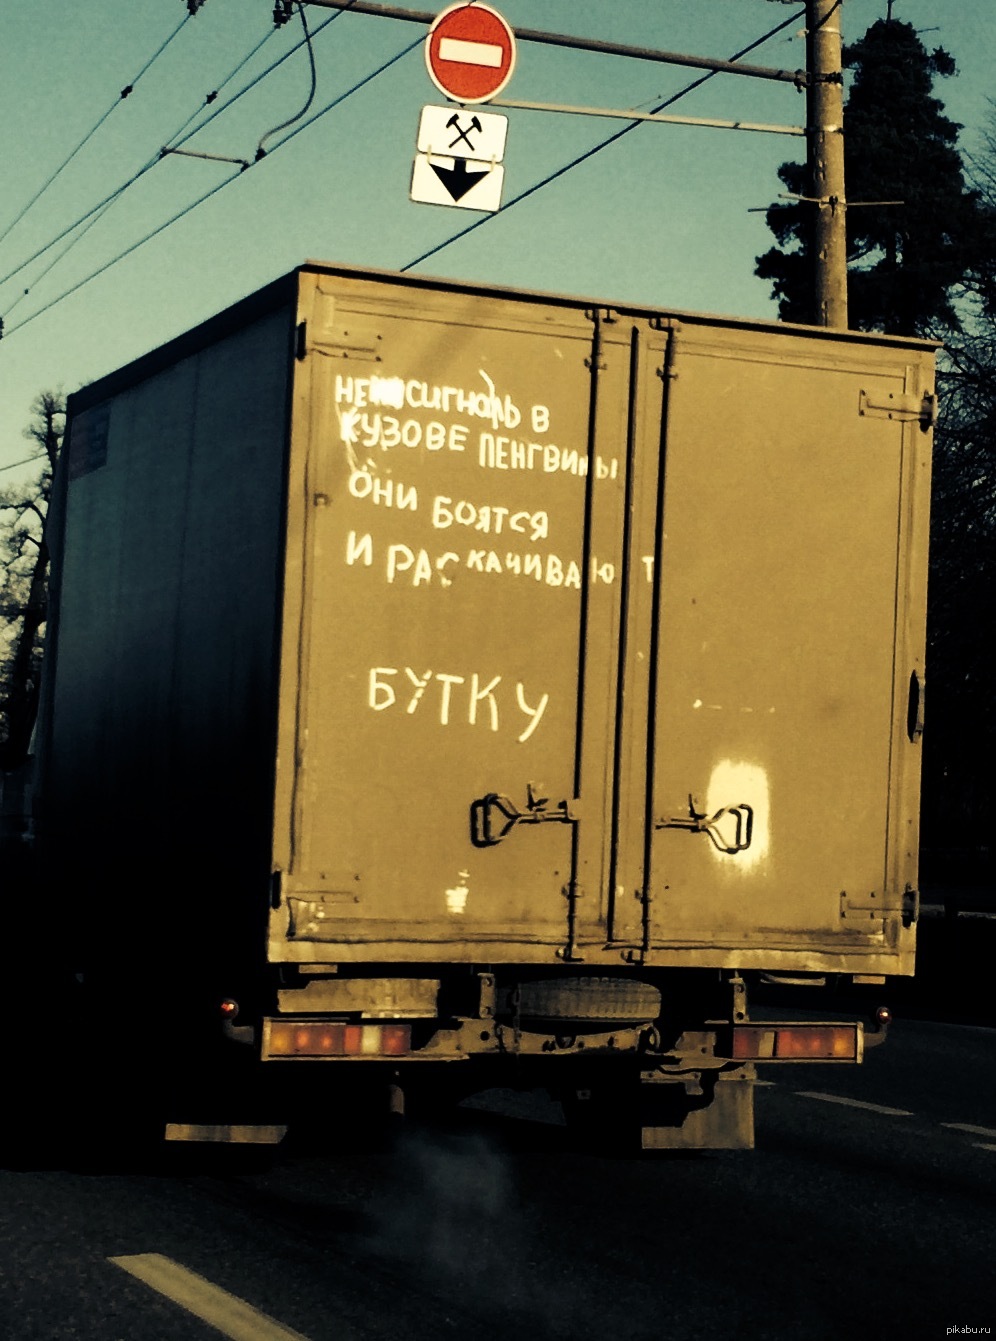 НЕ СИГНАЛЬ В
КУЗОВЕ ПЕНГВИНЫ
ОНИ БОЯТСЯ
И РАСКАЧИВАЮТ
БУТКУ
pikabu.ru